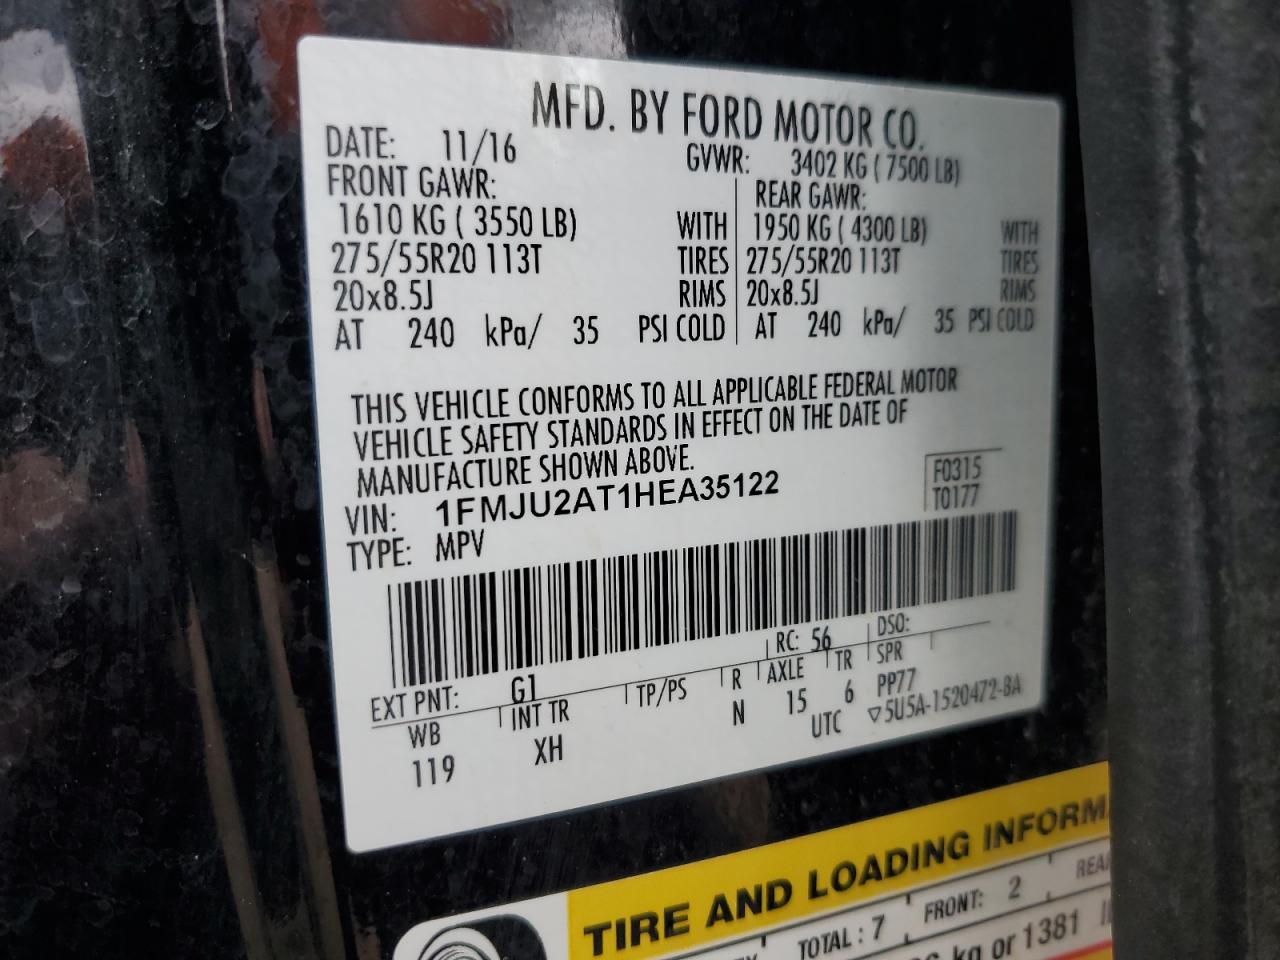 MFD. BY FORD MOTOR CO.
DATE: 11/16 GVWR: 3402 KG ( 7500 LB)
FRONT GAWR: REAR GAWR:
1610 KG ( 3550 LB) WITH 1950 KG ( 4300 LB) WITH
275/55R20 113T TIRES 275/55R20 113T TIRES
20x8.5J RIMS 20x8.5J RIMS
AT 240 kPa/ 35 PSI COLD AT 240 kPa/ 35 PSI COLD
THIS VEHICLE CONFORMS TO ALL APPLICABLE FEDERAL MOTOR
VEHICLE SAFETY STANDARDS IN EFFECT ON THE DATE OF
MANUFACTURE SHOWN ABOVE.
VIN: 1FMJU2AT1HEA35122
TYPE: MPV
F0315
T0177
EXT PNT: G1 RC: 56 DSO:
WB INT TR TP/PS R AXLE TR SPR
119 XH N 15 6 PP77
UTC ▽5U5A-1520472-BA
TIRE AND LOADING INFORM
TOTAL : 7 FRONT: 2 REA
kg or 1381